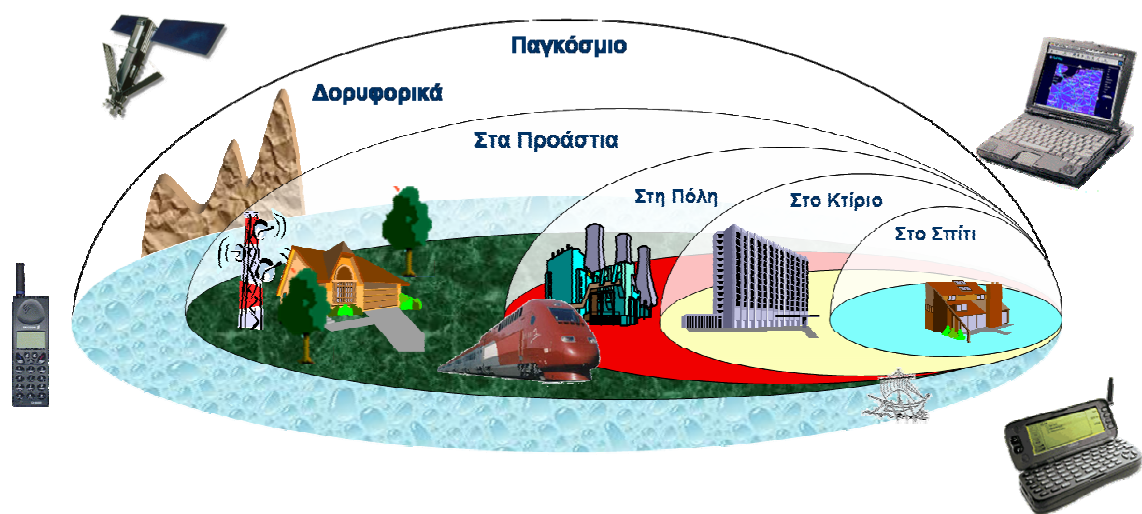 Παγκόσμιο
Δορυφορικά
Στα Προάστια
Στη Πόλη
Στο Κτίριο
Στο Σπίτι